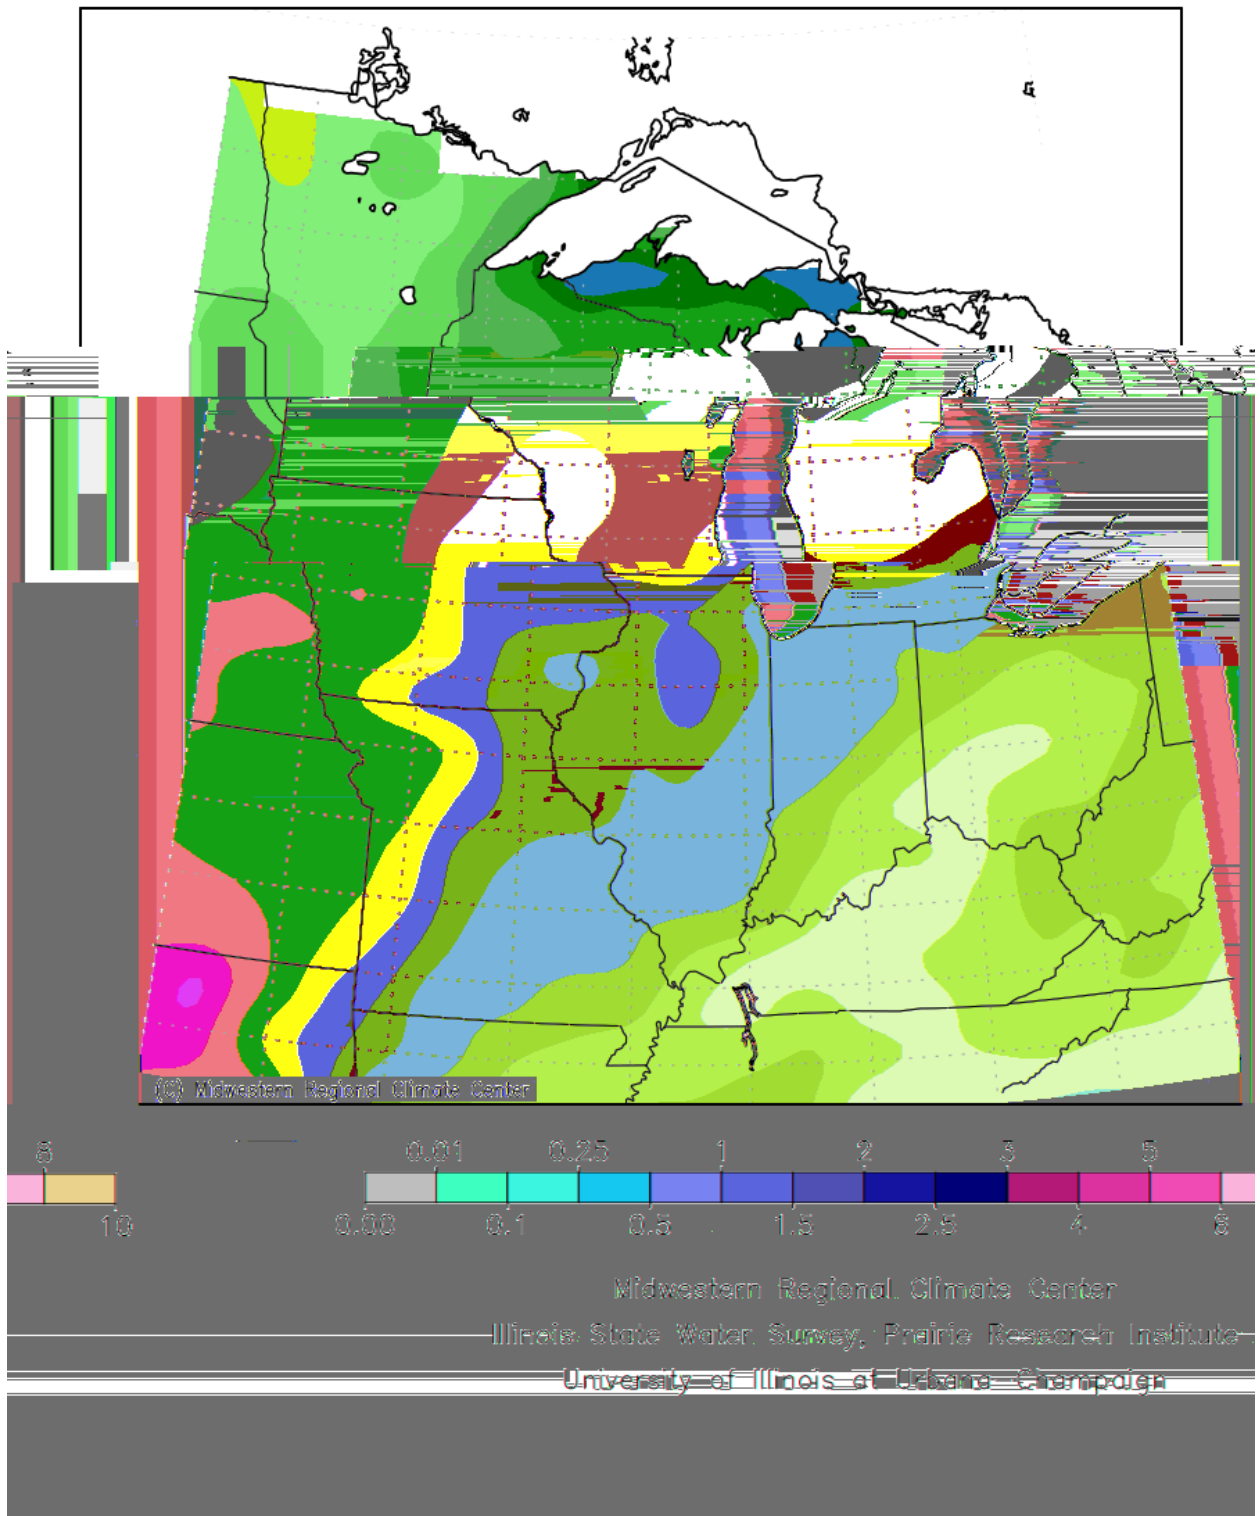 (C) Midwestern Regional Climate Center
8 0.01 0.25 1 2 3 5
10 0.00 0.1 0.5 1.5 2.5 4 6
Midwestern Regional Climate Center
Illinois State Water Survey, Prairie Research Institute
University of Illinois at Urbana-Champaign